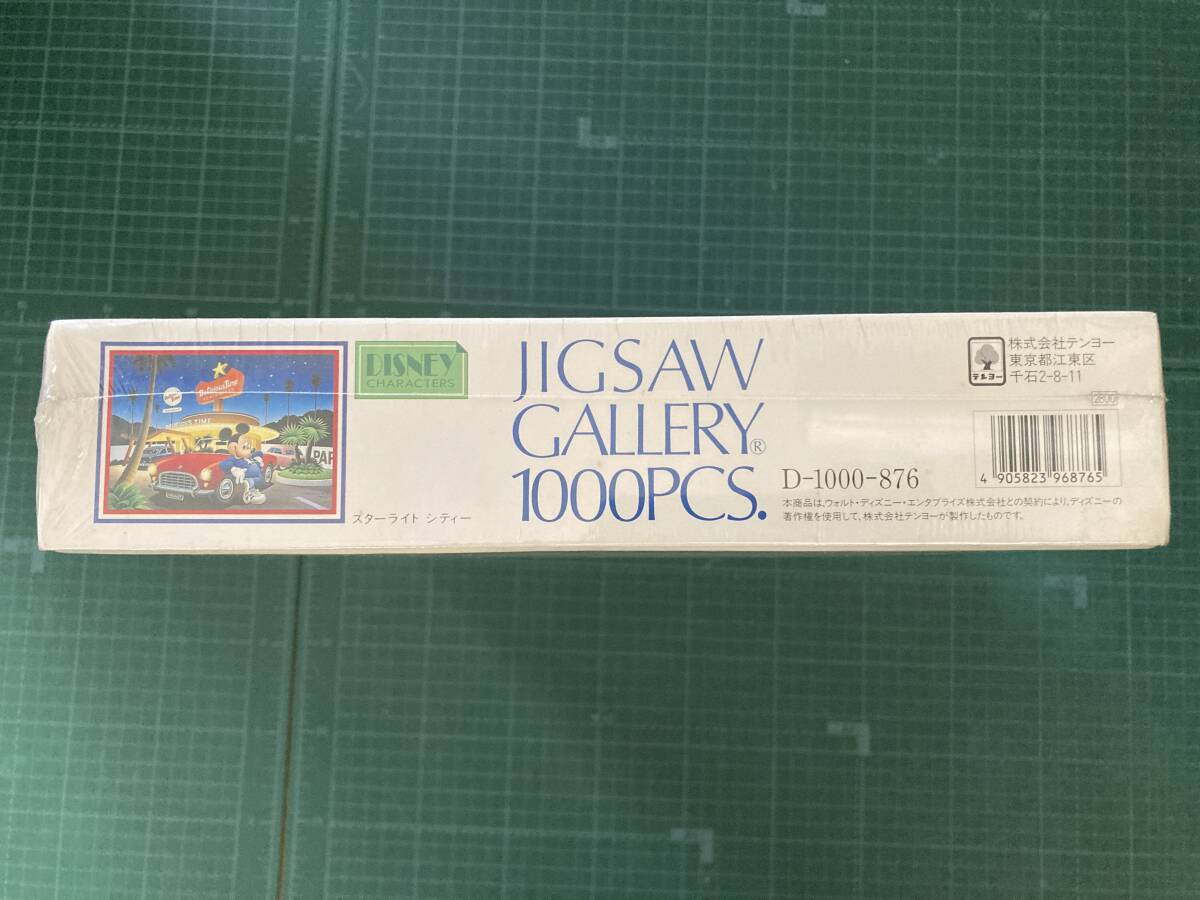 DISNEY
CHARACTERS
スターライト シティー
JIGSAW
GALLERY®
1000PCS.
D-1000-876
テンヨー
株式会社テンヨー
東京都江東区
千石2-8-11
2800
4 905823 968765
本商品は、ウォルト・ディズニー・エンタプライズ株式会社との契約により、ディズニーの
著作権を使用して、株式会社テンヨーが製作したものです。